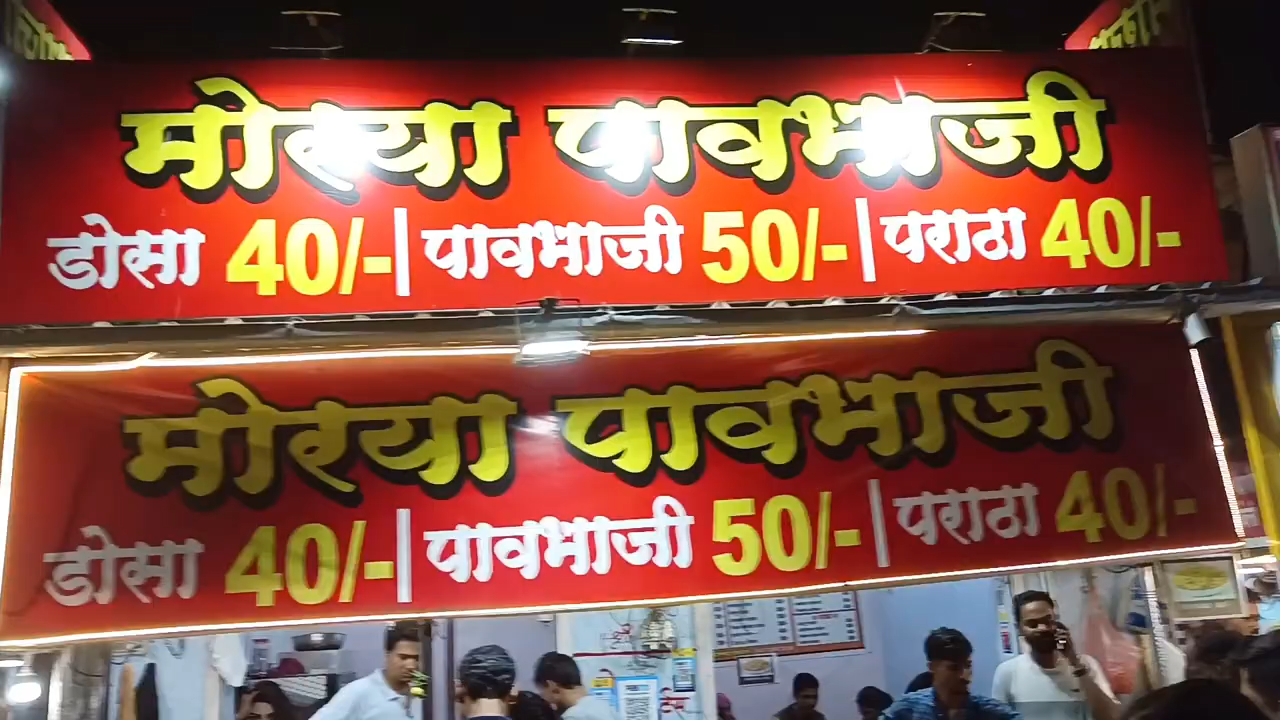 मोरया पावभाजी
डोसा 40/- | पावभाजी 50/- | पराठा 40/-
मोरया पावभाजी
डोसा 40/- | पावभाजी 50/- | पराठा 40/-